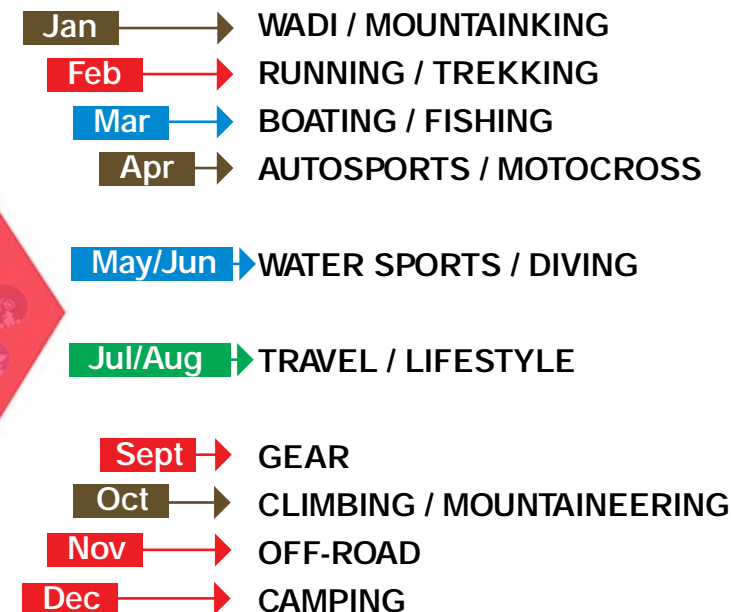 Jan WADI / MOUNTAINKING
Feb RUNNING / TREKKING
Mar BOATING / FISHING
Apr AUTOSPORTS / MOTOCROSS
May/Jun WATER SPORTS / DIVING
Jul/Aug TRAVEL / LIFESTYLE
Sept GEAR
Oct CLIMBING / MOUNTAINEERING
Nov OFF-ROAD
Dec CAMPING